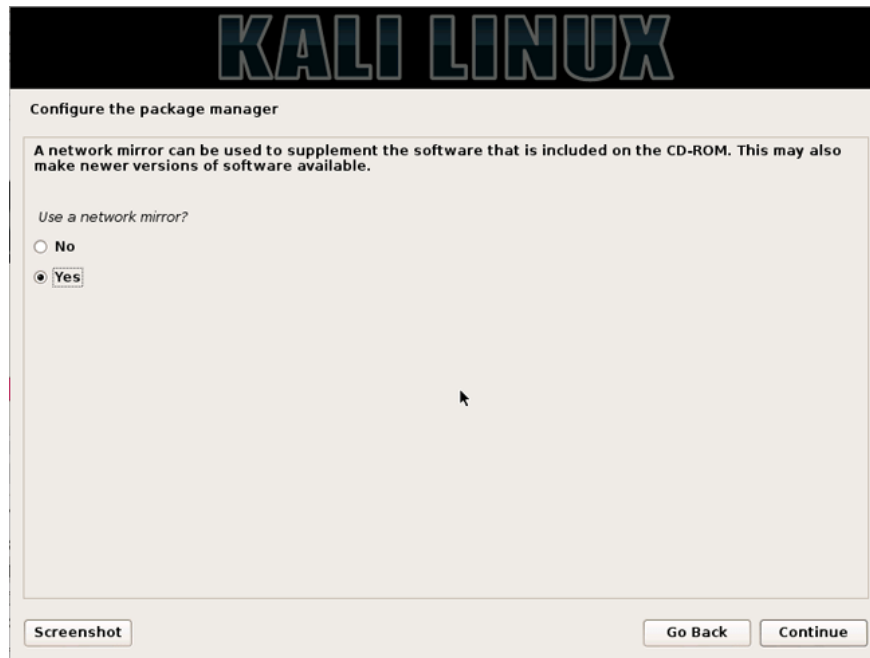 KALI LINUX
Configure the package manager
A network mirror can be used to supplement the software that is included on the CD-ROM. This may also
make newer versions of software available.
Use a network mirror?
No
Yes
Screenshot
Go Back
Continue